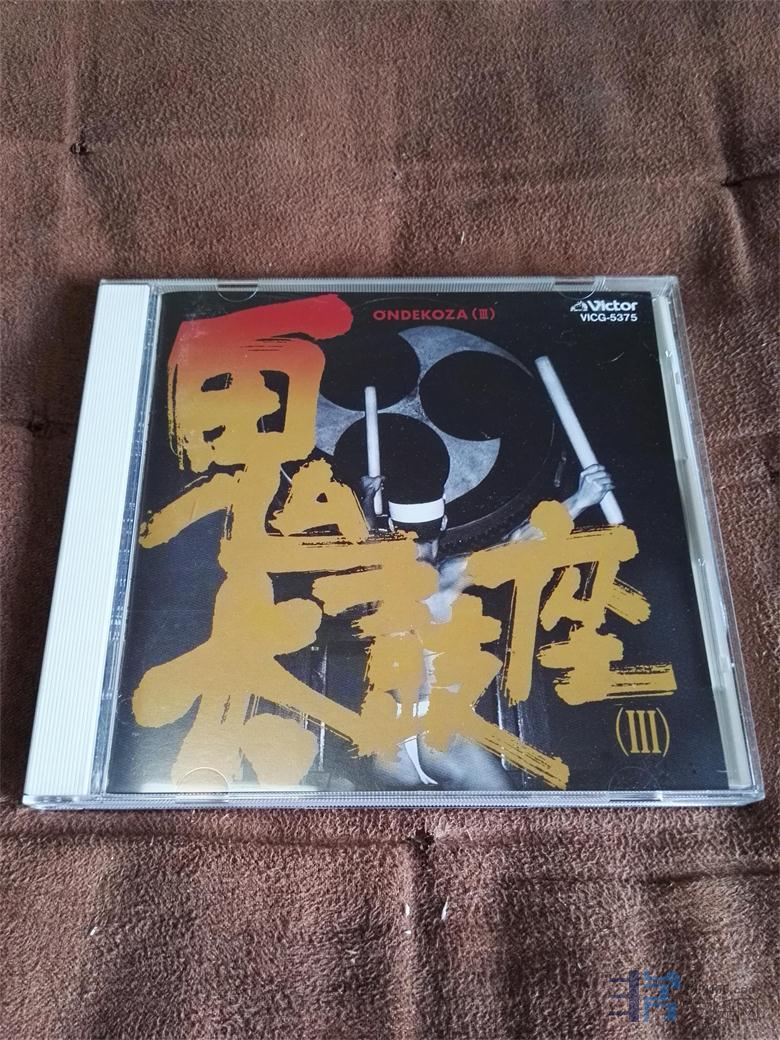 ONDEKOZA (III)
Victor
VICG-5375
鬼太鼓座
(III)